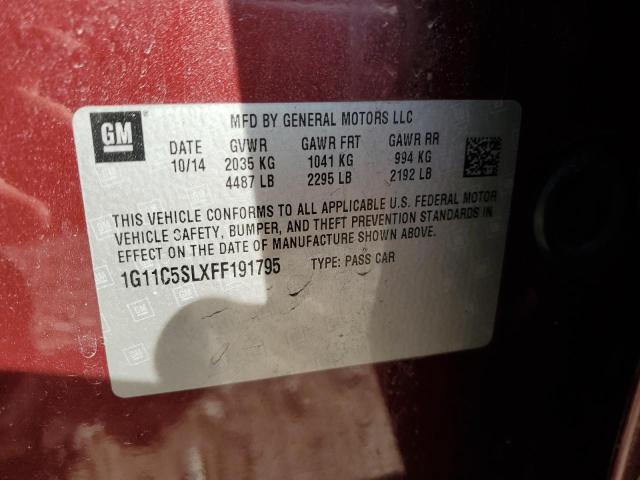 GM
MFD BY GENERAL MOTORS LLC
DATE GVWR GAWR FRT GAWR RR
10/14 2035 KG 1041 KG 994 KG
4487 LB 2295 LB 2192 LB
THIS VEHICLE CONFORMS TO ALL APPLICABLE U.S. FEDERAL MOTOR
VEHICLE SAFETY, BUMPER, AND THEFT PREVENTION STANDARDS IN
EFFECT ON THE DATE OF MANUFACTURE SHOWN ABOVE.
1G11C5SLXFF191795 TYPE: PASS CAR